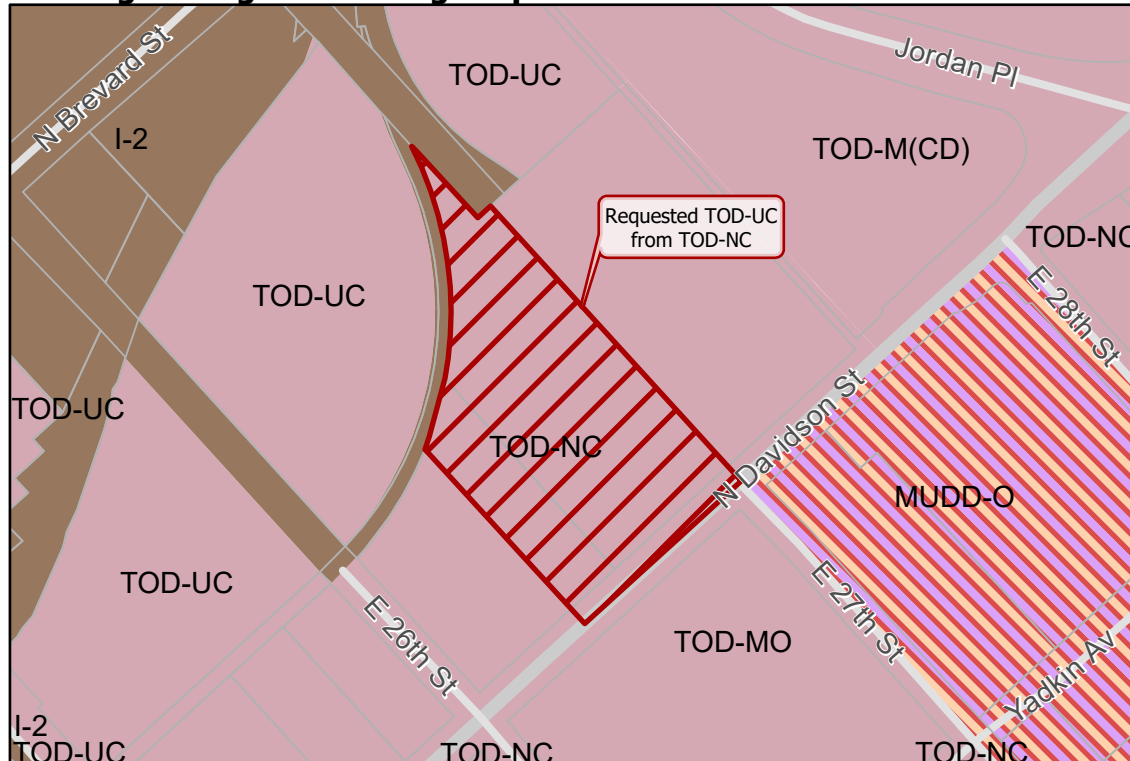 N Brevard St
TOD-UC
Jordan Pl
I-2
TOD-M(CD)
Requested TOD-UC
from TOD-NC
TOD-NC
TOD-UC
E 28th St
TOD-UC
N Davidson St
TOD-NC
MUDD-O
TOD-UC
E 27th St
E 26th St
TOD-MO
Yadkin Av
I-2
TOD-UC
TOD-NC
TOD-NC